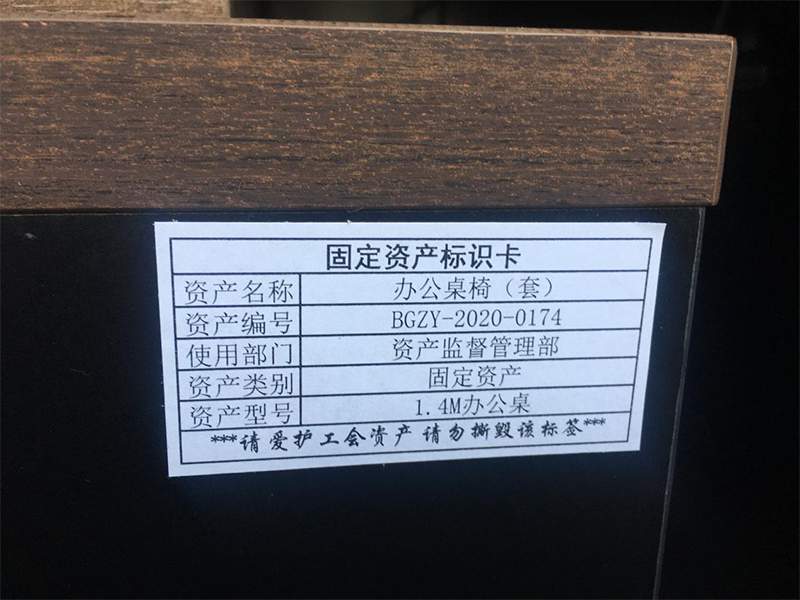 固定资产标识卡
资产名称 办公桌椅（套）
资产编号 BGZY-2020-0174
使用部门 资产监督管理部
资产类别 固定资产
资产型号 1.4M办公桌
***请爱护工会资产请勿撕毁该标签***